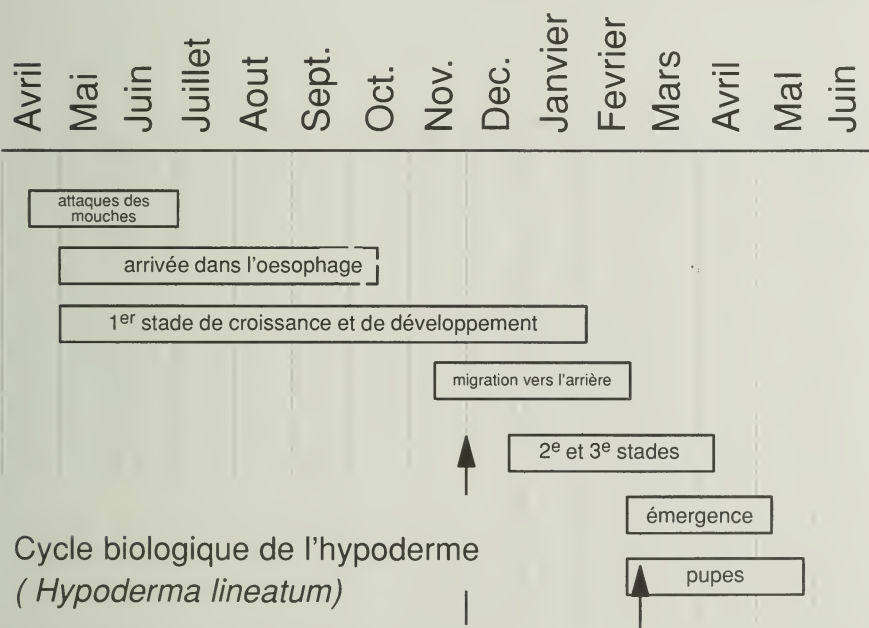 Avril
Mai
Juin
Juillet
Aout
Sept.
Oct.
Nov.
Dec.
Janvier
Fevrier
Mars
Avril
Mai
Juin
attaques des
mouches
arrivée dans l'oesophage
1er stade de croissance et de développement
migration vers l'arrière
2e et 3e stades
émergence
pupes
Cycle biologique de l'hypoderme
( Hypoderma lineatum)